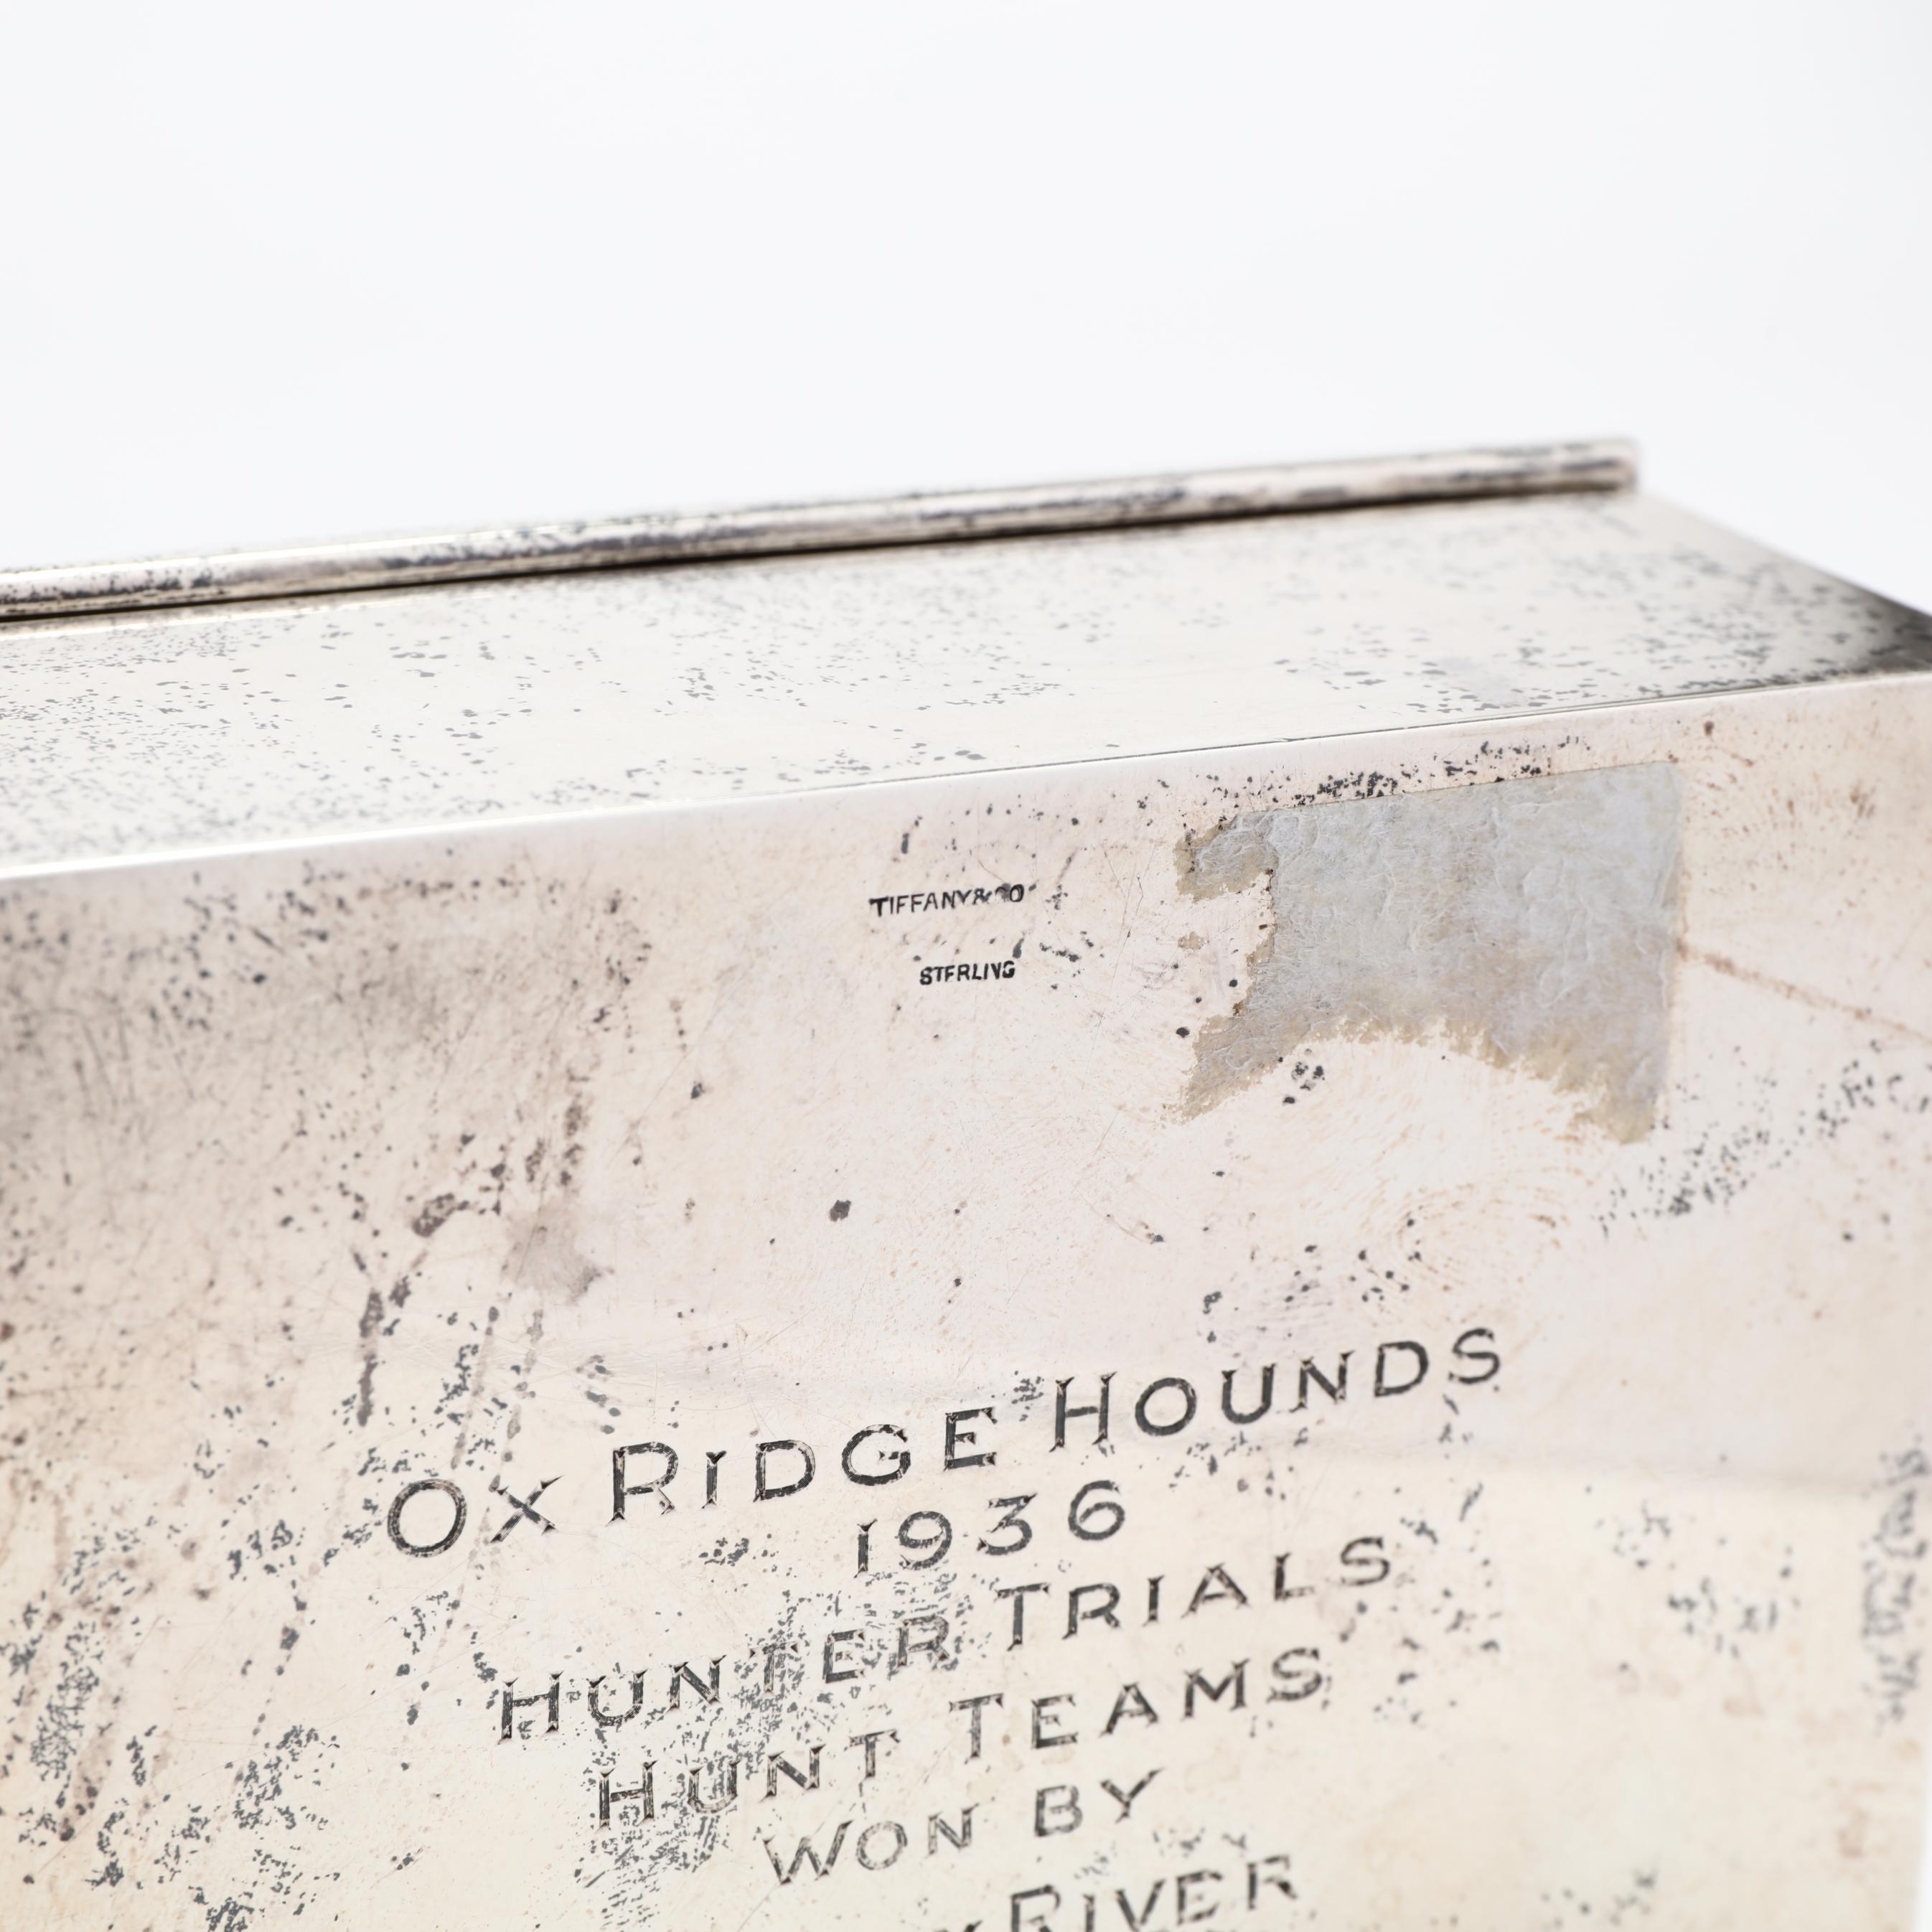 TIFFANY & CO
STERLING
OX RIDGE HOUNDS
1936
HUNTER TRIALS
HUNT TEAMS
WON BY
RIVER